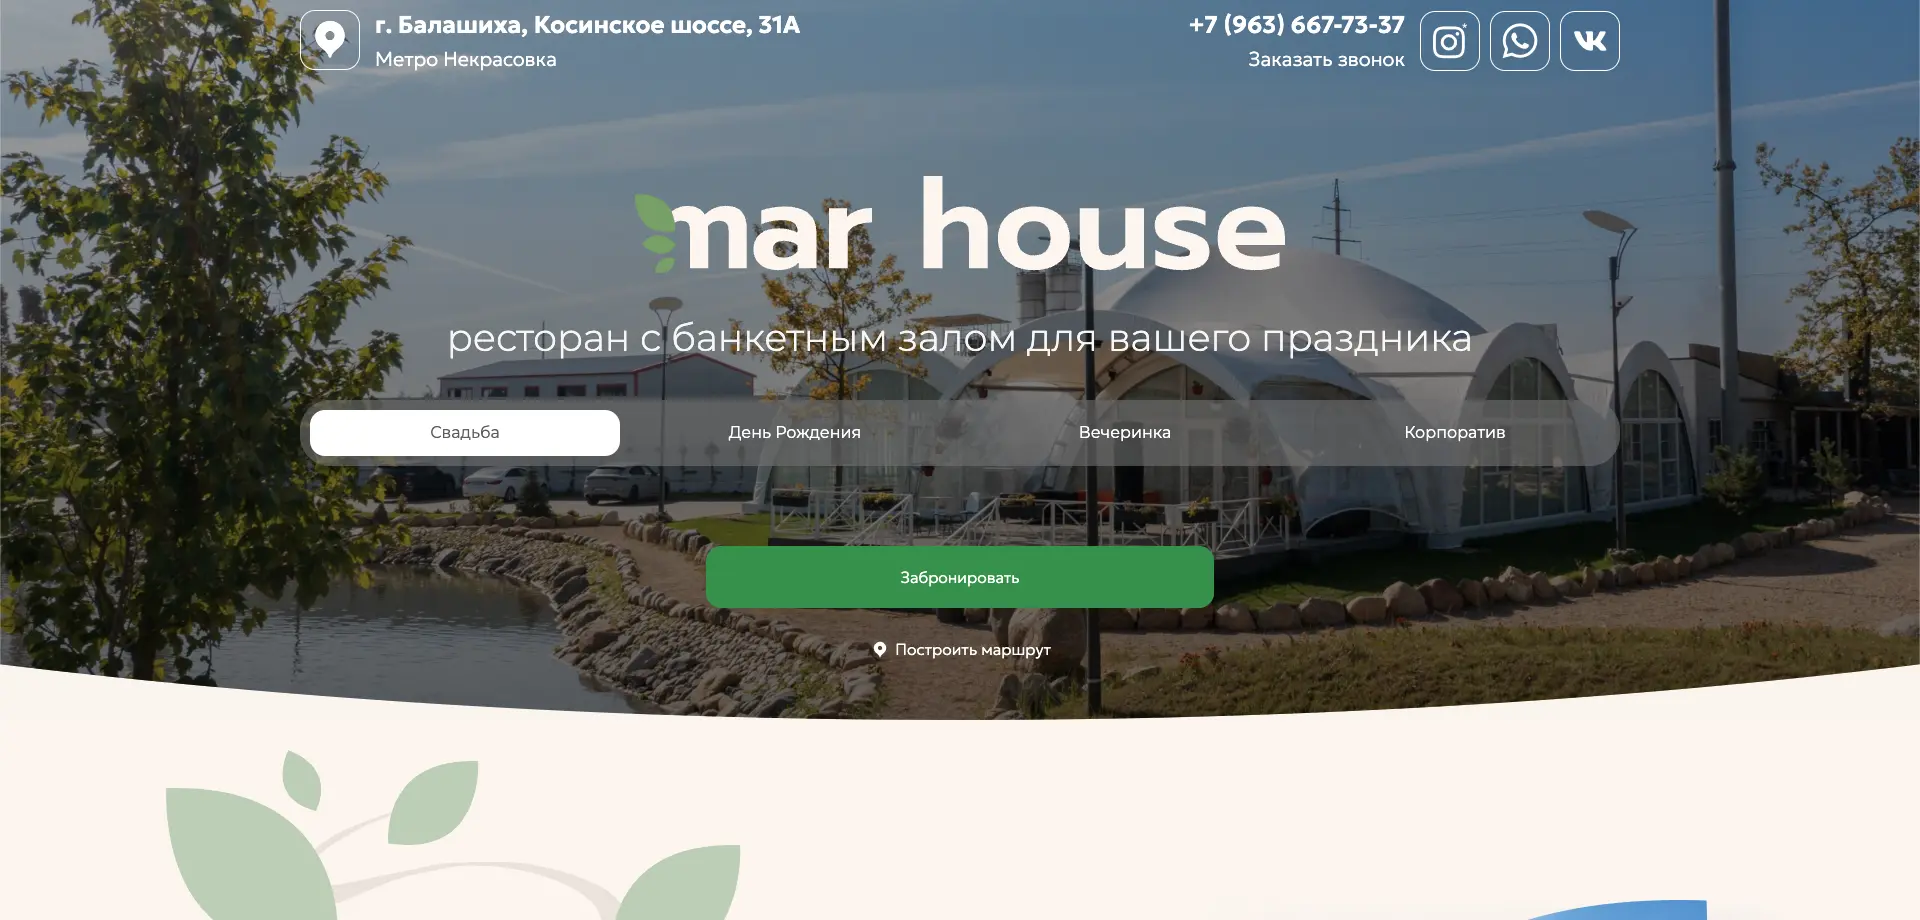 г. Балашиха, Косинское шоссе, 31А
Метро Некрасовка
+7 (963) 667-73-37
Заказать звонок
mar house
ресторан с банкетным залом для вашего праздника
Свадьба
День Рождения
Вечеринка
Корпоратив
Забронировать
Построить маршрут